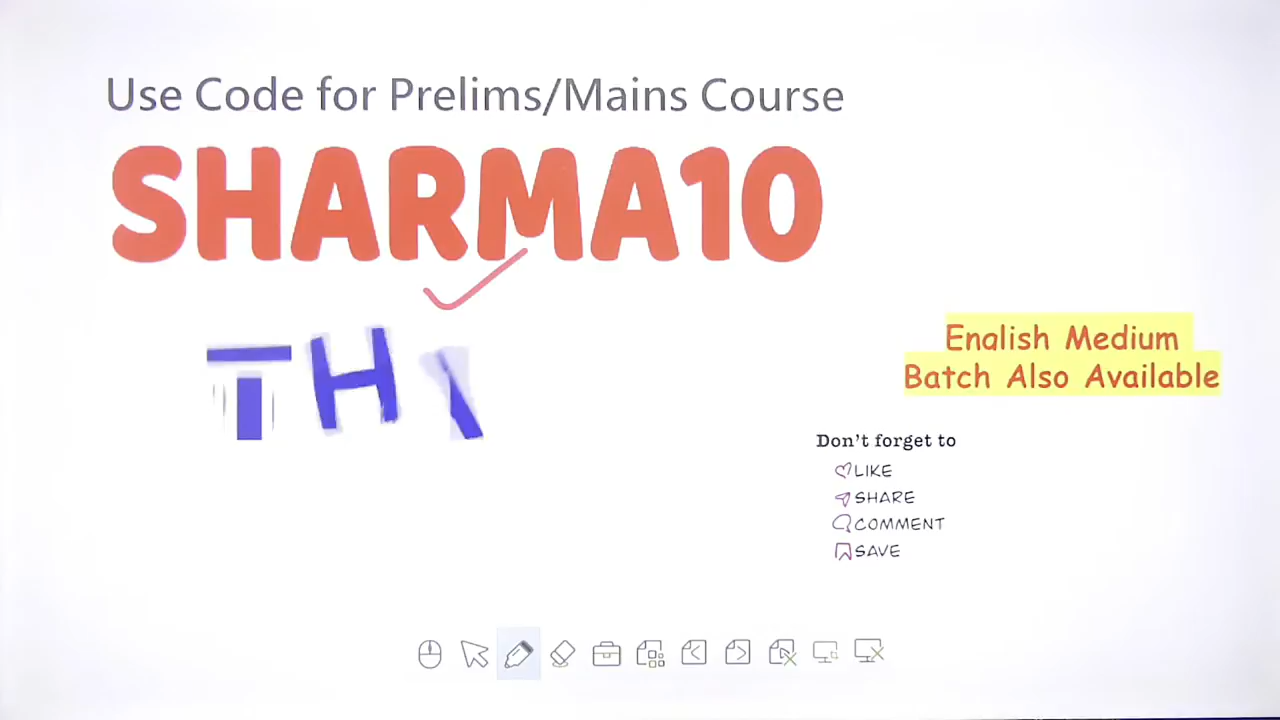 Use Code for Prelims/Mains Course
SHARMA10
TH
Enalish Medium
Batch Also Available
Don't forget to
LIKE
SHARE
COMMENT
SAVE